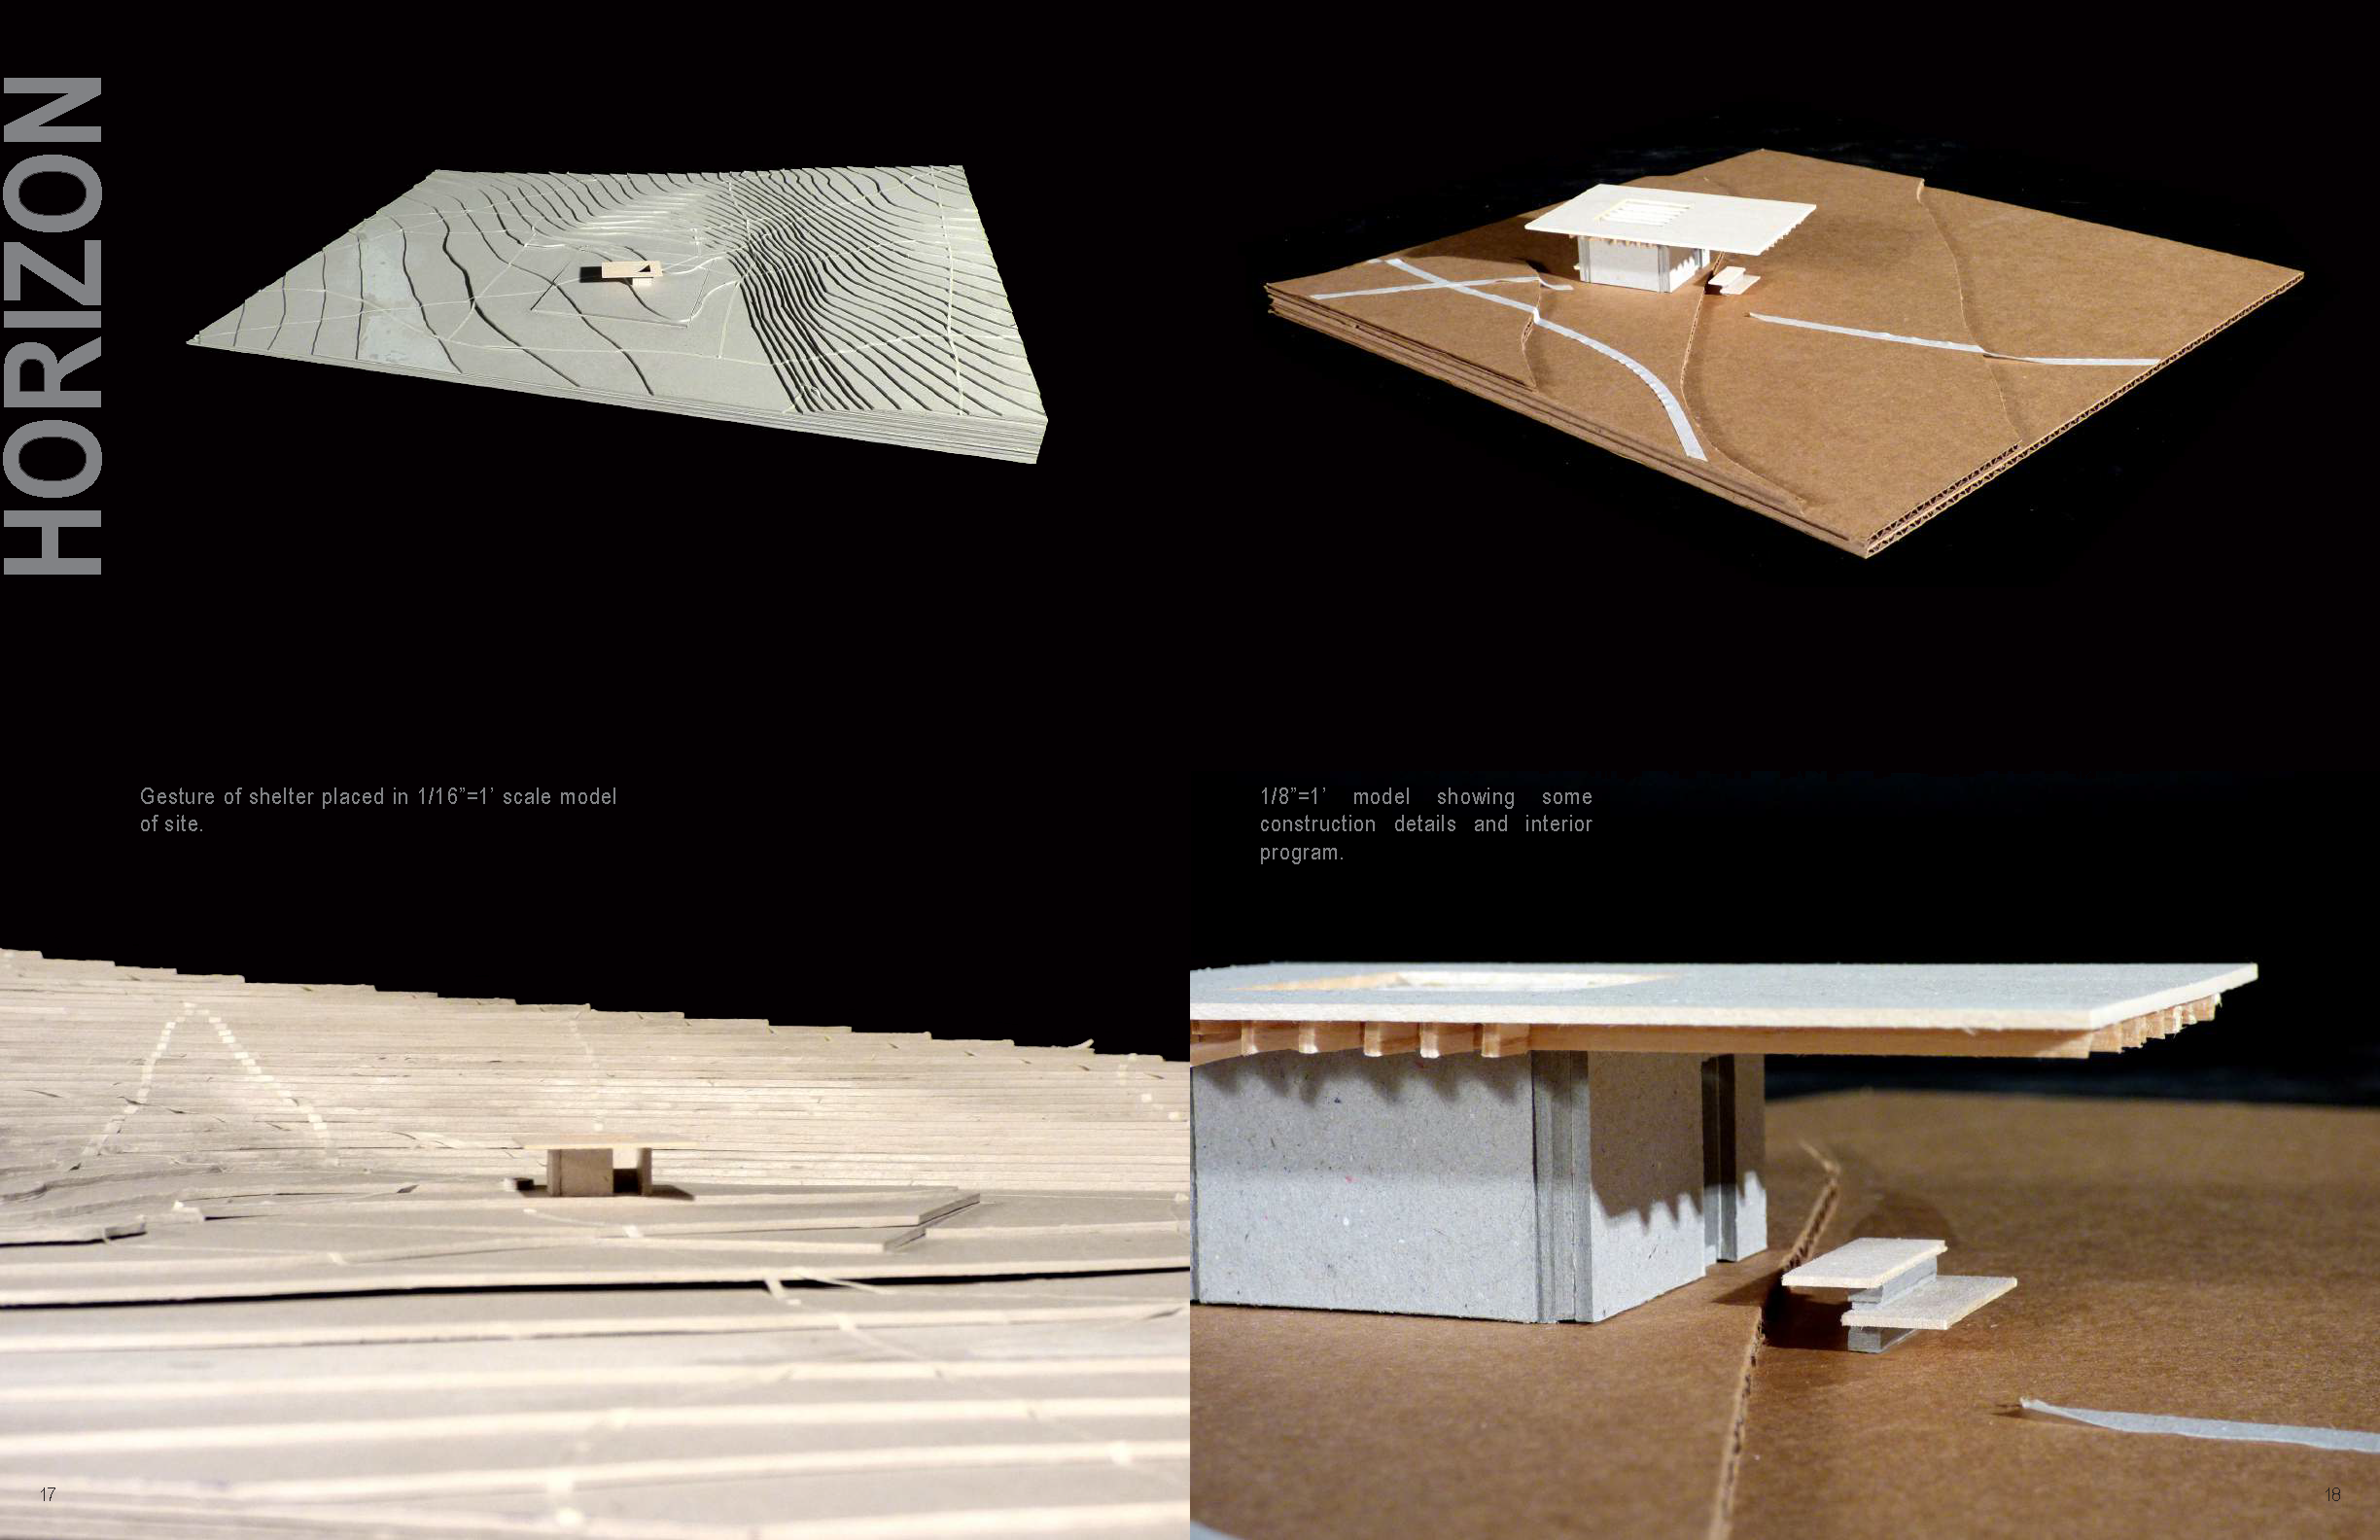 HORIZON
Gesture of shelter placed in 1/16”=1’ scale model
of site.
1/8”=1’ model showing some
construction details and interior
program.
17
18